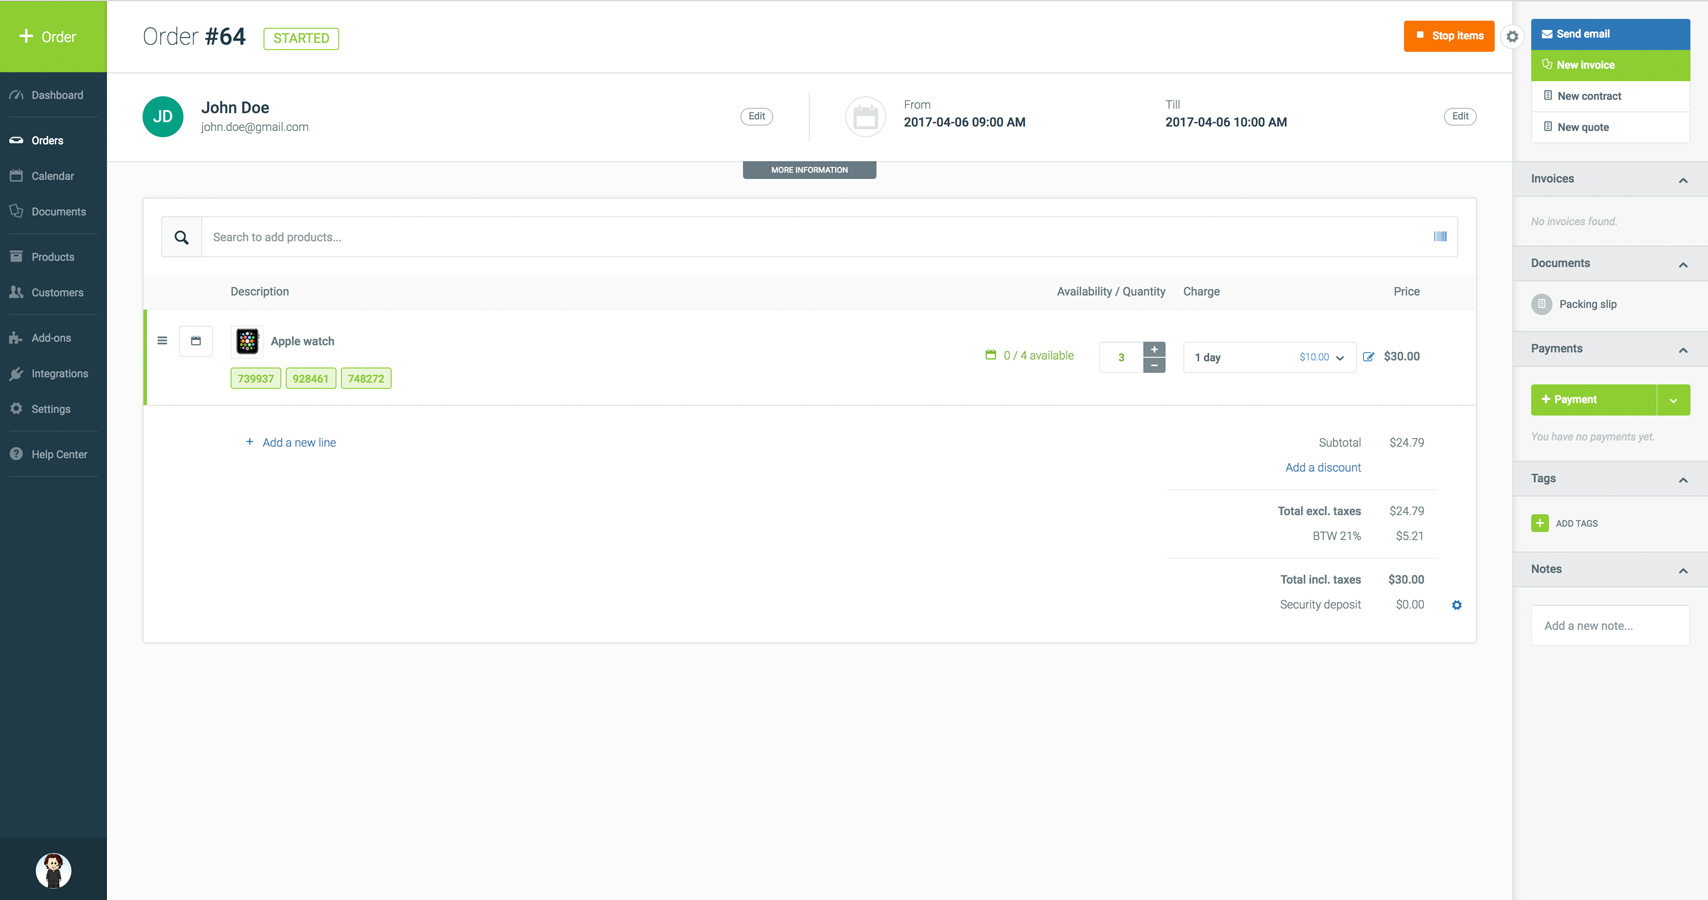 + Order
Dashboard
Orders
Calendar
Documents
Products
Customers
Add-ons
Integrations
Settings
Help Center
Order #64 STARTED
Stop items
JD
John Doe
john.doe@gmail.com
Edit
From
2017-04-06 09:00 AM
Till
2017-04-06 10:00 AM
Edit
MORE INFORMATION
Search to add products...
Description Availability / Quantity Charge Price
Apple watch
739937 928461 748272
0 / 4 available
3
+
−
1 day $10.00
$30.00
+ Add a new line
Subtotal $24.79
Add a discount
Total excl. taxes $24.79
BTW 21% $5.21
Total incl. taxes $30.00
Security deposit $0.00
Send email
New invoice
New contract
New quote
Invoices
No invoices found.
Documents
Packing slip
Payments
+ Payment
You have no payments yet.
Tags
+ ADD TAGS
Notes
Add a new note...